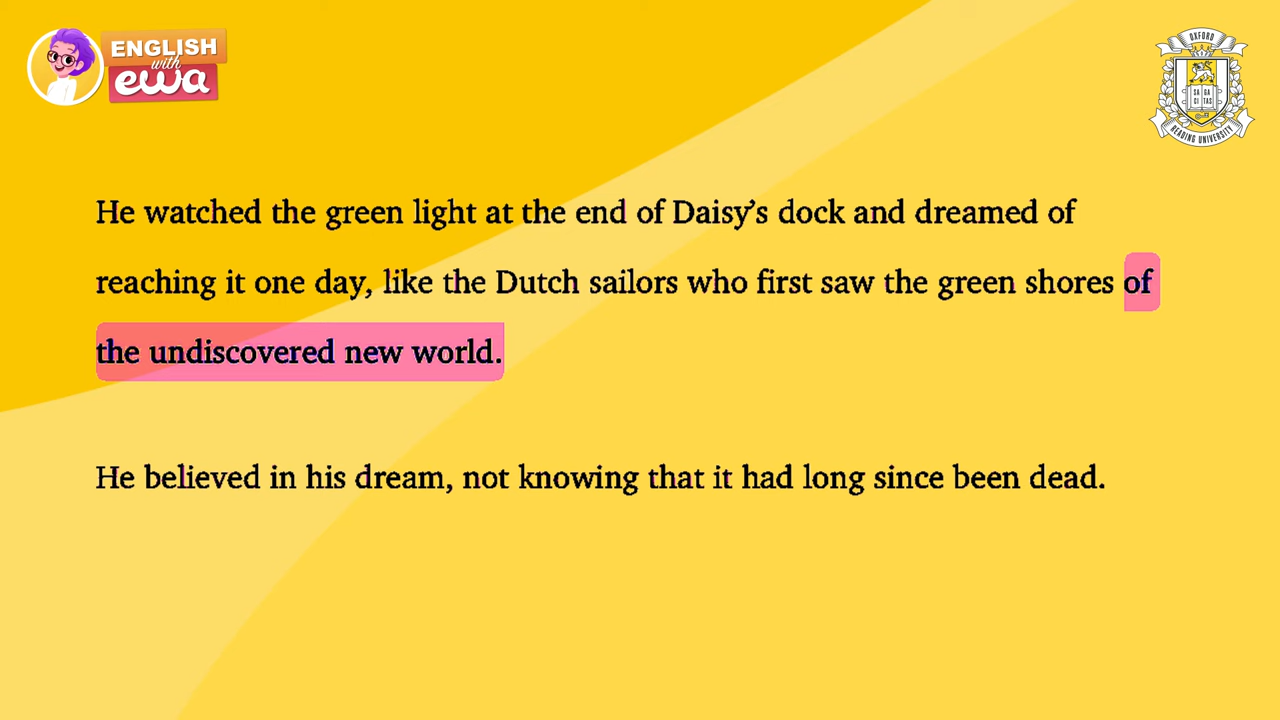 ENGLISH
with
ewa
OXFORD
SA GA
CI TAS
READING UNIVERSITY
He watched the green light at the end of Daisy's dock and dreamed of
reaching it one day, like the Dutch sailors who first saw the green shores of
the undiscovered new world.
He believed in his dream, not knowing that it had long since been dead.